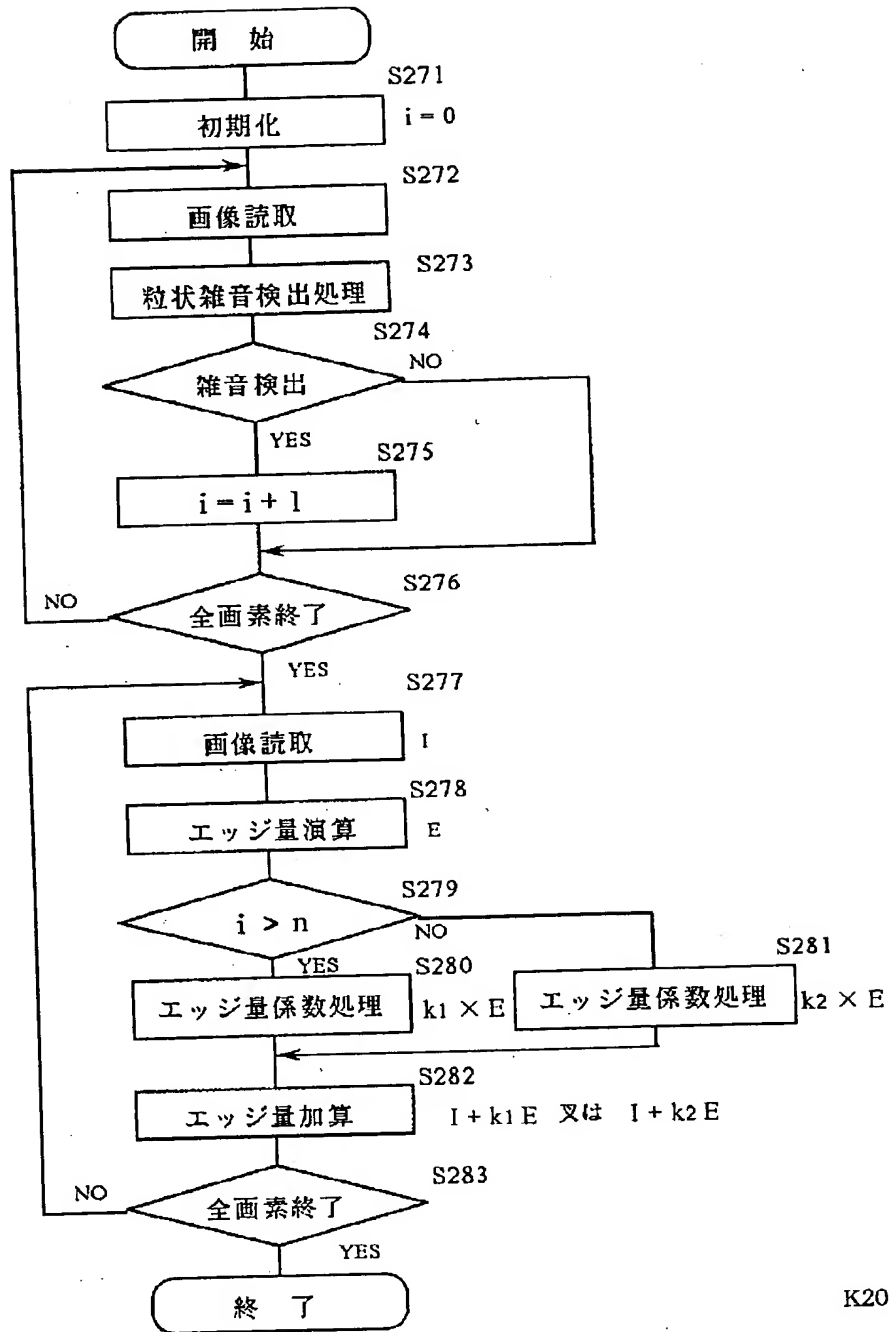 開 始
S271
初期化 i = 0
S272
画像読取
S273
粒状雑音検出処理
S274
雑音検出 NO
YES
S275
i = i + 1
S276
NO 全画素終了
YES
S277
画像読取 I
S278
エッジ量演算 E
S279
i > n NO
YES
S280
エッジ量係数処理 k1 × E
S281
エッジ量係数処理 k2 × E
S282
エッジ量加算 I + k1 E 叉は I + k2 E
S283
NO 全画素終了
YES
終 了
K20